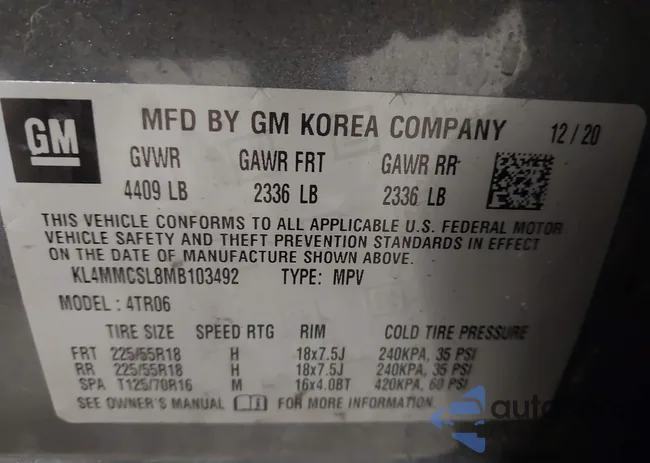 GM
MFD BY GM KOREA COMPANY 12/20
GVWR GAWR FRT GAWR RR
4409 LB 2336 LB 2336 LB
THIS VEHICLE CONFORMS TO ALL APPLICABLE U.S. FEDERAL MOTOR
VEHICLE SAFETY AND THEFT PREVENTION STANDARDS IN EFFECT
ON THE DATE OF MANUFACTURE SHOWN ABOVE.
KL4MMCSL8MB103492 TYPE: MPV
MODEL: 4TR06
TIRE SIZE SPEED RTG RIM COLD TIRE PRESSURE
FRT 225/55R18 H 18x7.5J 240KPA, 35 PSI
RR 225/55R18 H 18x7.5J 240KPA, 35 PSI
SPA T125/70R16 M 16x4.0BT 420KPA, 60 PSI
SEE OWNER'S MANUAL FOR MORE INFORMATION